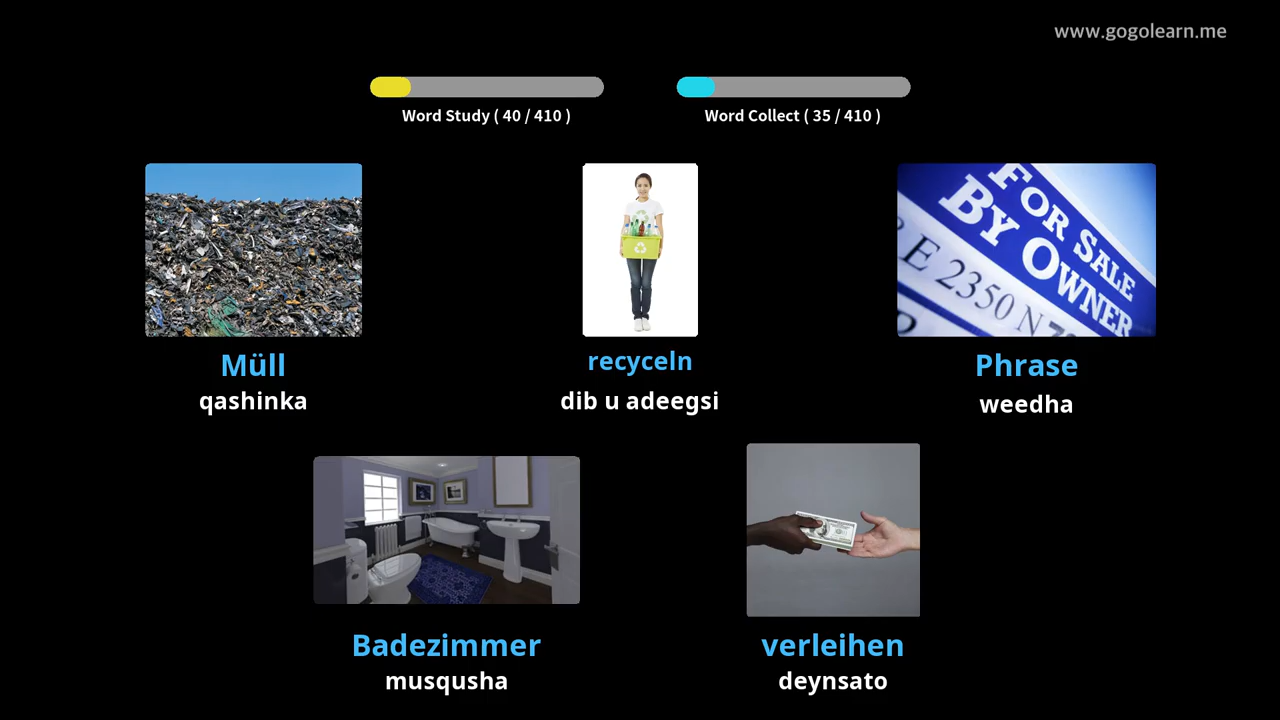 www.gogolearn.me
Word Study ( 40 / 410 )
Word Collect ( 35 / 410 )
FOR SALE
BY OWNER
E 2350 N
Müll
qashinka
recyceln
dib u adeegsi
Phrase
weedha
Badezimmer
musqusha
verleihen
deynsato